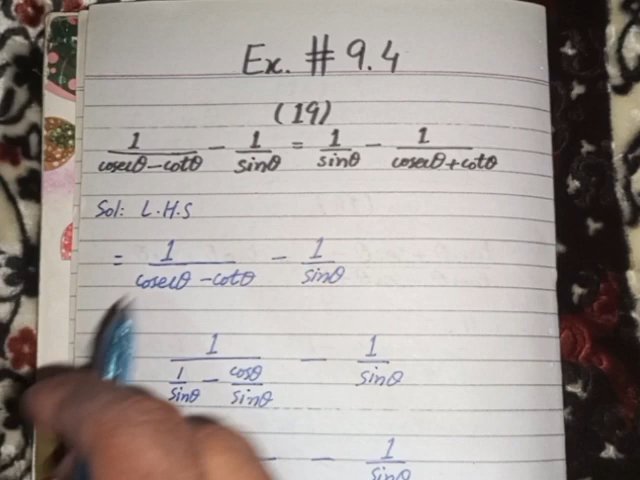 Ex. # 9.4
(19)
1/(cosecθ-cotθ) - 1/sinθ = 1/sinθ - 1/(cosecθ+cotθ)
Sol: L.H.S
= 1/(cosecθ-cotθ) - 1/sinθ
1/(1/sinθ - cosθ/sinθ) - 1/sinθ
- 1/sinθ